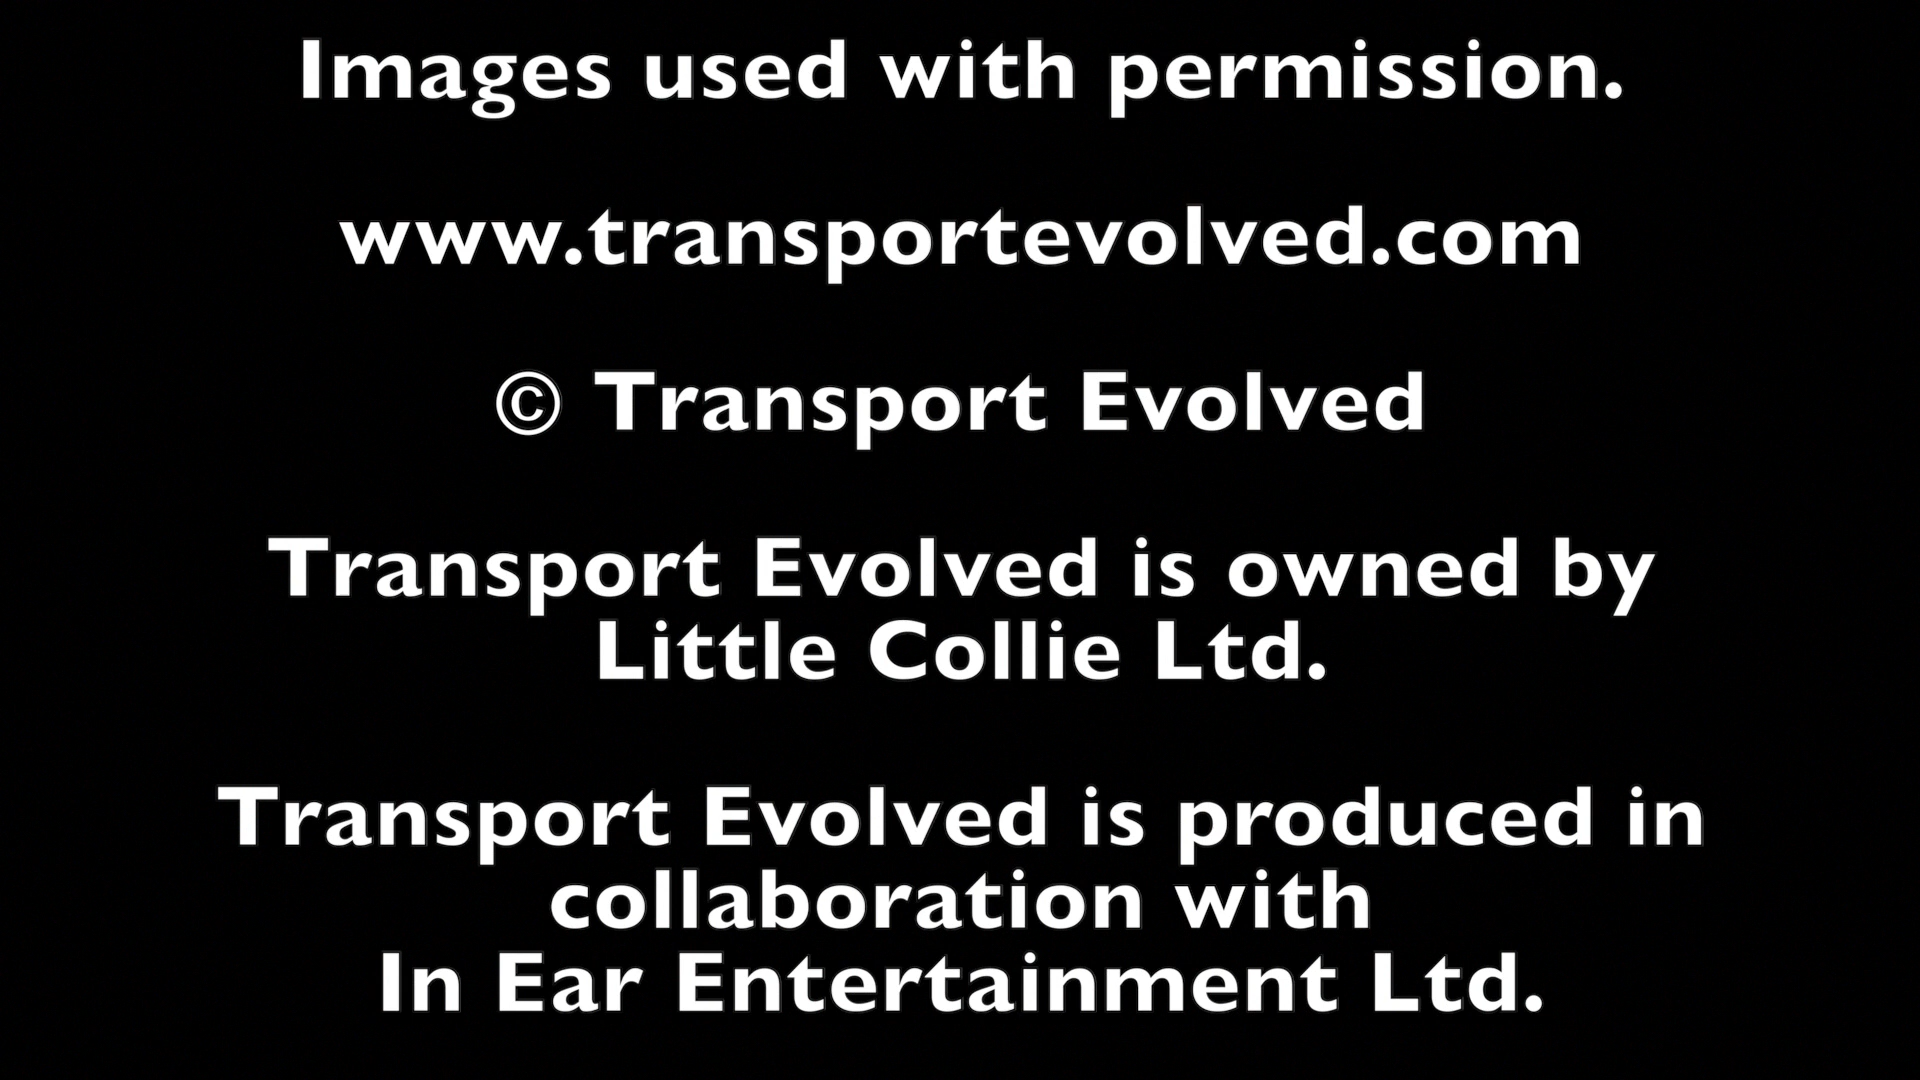 Images used with permission.
www.transportevolved.com
© Transport Evolved
Transport Evolved is owned by
Little Collie Ltd.
Transport Evolved is produced in
collaboration with
In Ear Entertainment Ltd.